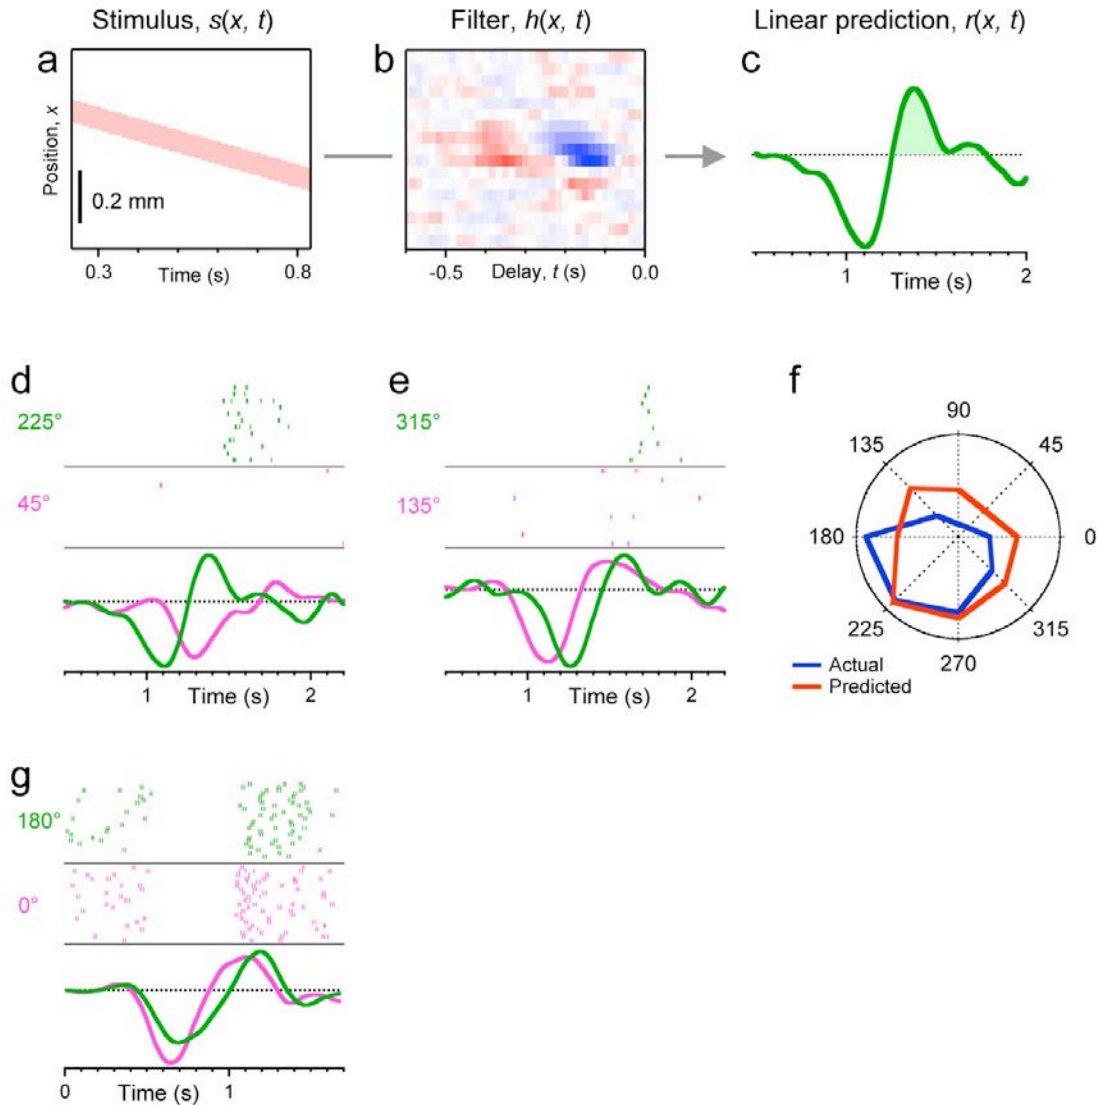 Stimulus, s(x, t)
Filter, h(x, t)
Linear prediction, r(x, t)
a
b
c
Position, x
0.2 mm
0.3
Time (s)
0.8
-0.5
Delay, t (s)
0.0
1
Time (s)
2
d
e
f
225°
45°
1
Time (s)
2
315°
135°
1
Time (s)
2
90
135
45
180
0
225
315
270
Actual
Predicted
g
180°
0°
0
Time (s)
1